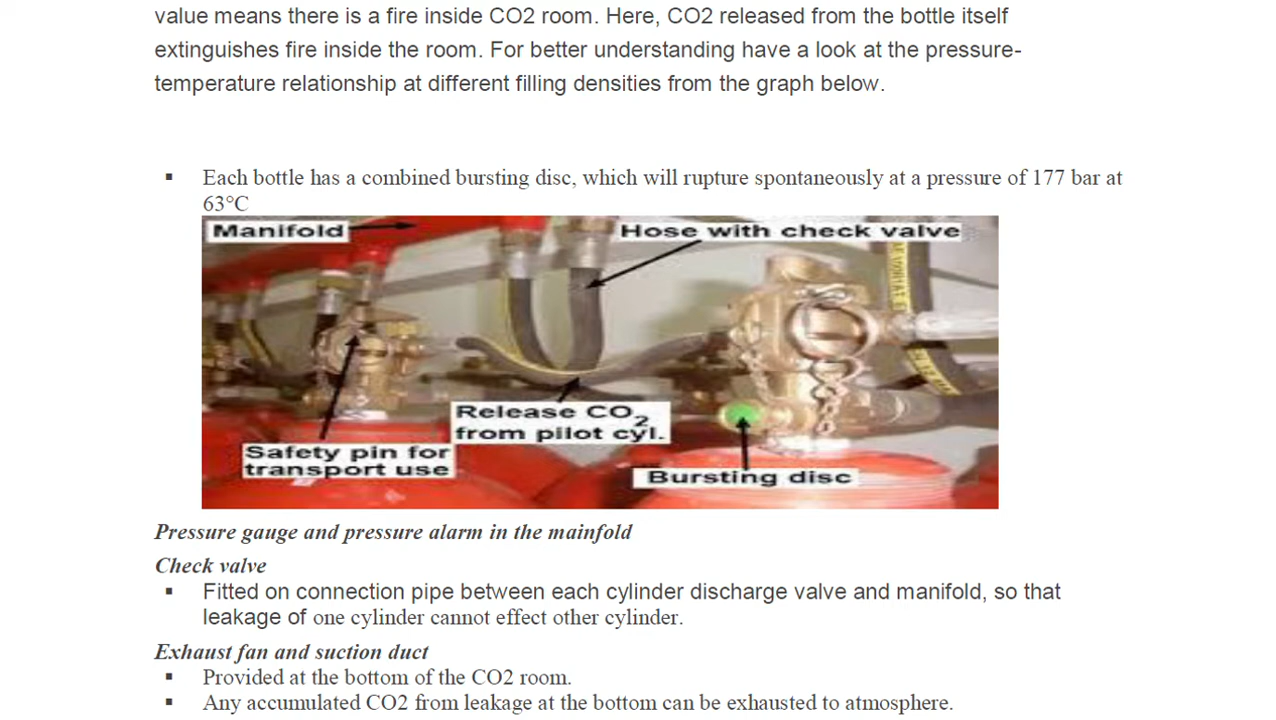 value means there is a fire inside CO2 room. Here, CO2 released from the bottle itself
extinguishes fire inside the room. For better understanding have a look at the pressure-
temperature relationship at different filling densities from the graph below.
▪ Each bottle has a combined bursting disc, which will rupture spontaneously at a pressure of 177 bar at
63°C
Manifold
Hose with check valve
Release CO2
from pilot cyl.
Safety pin for
transport use
Bursting disc
Pressure gauge and pressure alarm in the mainfold
Check valve
▪ Fitted on connection pipe between each cylinder discharge valve and manifold, so that
leakage of one cylinder cannot effect other cylinder.
Exhaust fan and suction duct
▪ Provided at the bottom of the CO2 room.
▪ Any accumulated CO2 from leakage at the bottom can be exhausted to atmosphere.